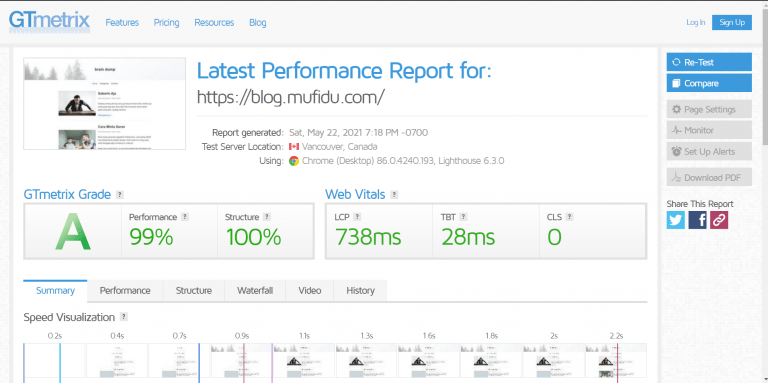 GTmetrix
Features Pricing Resources Blog
Log In Sign Up
Latest Performance Report for:
https://blog.mufidu.com/
Report generated: Sat, May 22, 2021 7:18 PM -0700
Test Server Location: Vancouver, Canada
Using: Chrome (Desktop) 86.0.4240.193, Lighthouse 6.3.0
Re-Test
Compare
Page Settings
Monitor
Set Up Alerts
Download PDF
Share This Report
GTmetrix Grade ?
A
Performance ?
99%
Structure ?
100%
Web Vitals ?
LCP ?
738ms
TBT ?
28ms
CLS ?
0
Summary Performance Structure Waterfall Video History
Speed Visualization ?
0.2s 0.4s 0.7s 0.9s 1.1s 1.3s 1.6s 1.8s 2s 2.2s